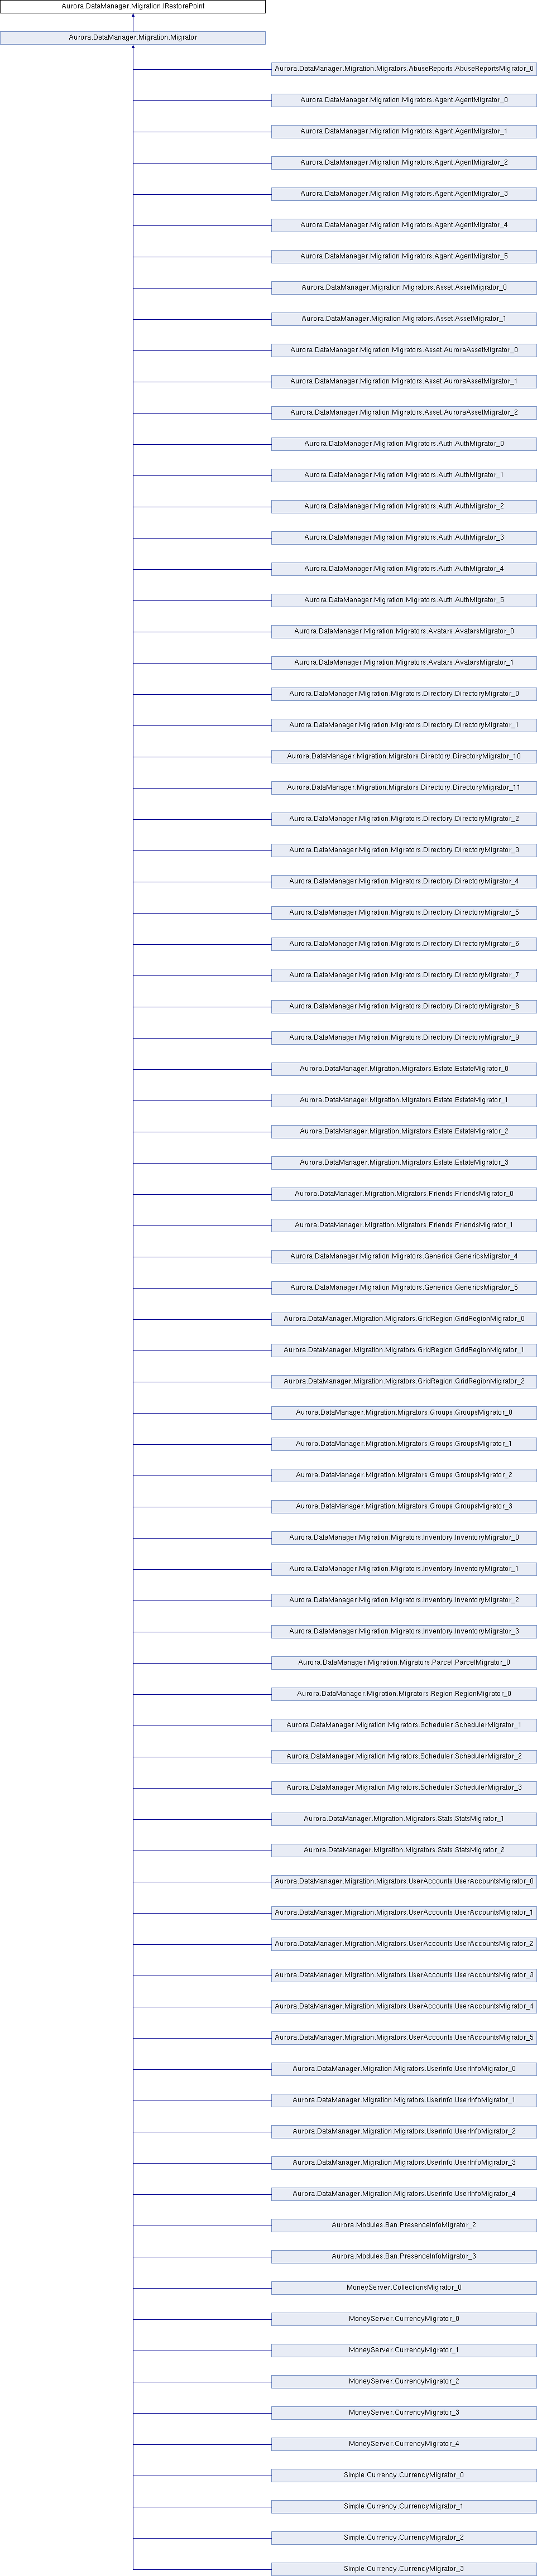 Aurora.DataManager.Migration.IRestorePoint
Aurora.DataManager.Migration.Migrator
Aurora.DataManager.Migration.Migrators.AbuseReports.AbuseReportsMigrator_0
Aurora.DataManager.Migration.Migrators.Agent.AgentMigrator_0
Aurora.DataManager.Migration.Migrators.Agent.AgentMigrator_1
Aurora.DataManager.Migration.Migrators.Agent.AgentMigrator_2
Aurora.DataManager.Migration.Migrators.Agent.AgentMigrator_3
Aurora.DataManager.Migration.Migrators.Agent.AgentMigrator_4
Aurora.DataManager.Migration.Migrators.Agent.AgentMigrator_5
Aurora.DataManager.Migration.Migrators.Asset.AssetMigrator_0
Aurora.DataManager.Migration.Migrators.Asset.AssetMigrator_1
Aurora.DataManager.Migration.Migrators.Asset.AuroraAssetMigrator_0
Aurora.DataManager.Migration.Migrators.Asset.AuroraAssetMigrator_1
Aurora.DataManager.Migration.Migrators.Asset.AuroraAssetMigrator_2
Aurora.DataManager.Migration.Migrators.Auth.AuthMigrator_0
Aurora.DataManager.Migration.Migrators.Auth.AuthMigrator_1
Aurora.DataManager.Migration.Migrators.Auth.AuthMigrator_2
Aurora.DataManager.Migration.Migrators.Auth.AuthMigrator_3
Aurora.DataManager.Migration.Migrators.Auth.AuthMigrator_4
Aurora.DataManager.Migration.Migrators.Auth.AuthMigrator_5
Aurora.DataManager.Migration.Migrators.Avatars.AvatarsMigrator_0
Aurora.DataManager.Migration.Migrators.Avatars.AvatarsMigrator_1
Aurora.DataManager.Migration.Migrators.Directory.DirectoryMigrator_0
Aurora.DataManager.Migration.Migrators.Directory.DirectoryMigrator_1
Aurora.DataManager.Migration.Migrators.Directory.DirectoryMigrator_10
Aurora.DataManager.Migration.Migrators.Directory.DirectoryMigrator_11
Aurora.DataManager.Migration.Migrators.Directory.DirectoryMigrator_2
Aurora.DataManager.Migration.Migrators.Directory.DirectoryMigrator_3
Aurora.DataManager.Migration.Migrators.Directory.DirectoryMigrator_4
Aurora.DataManager.Migration.Migrators.Directory.DirectoryMigrator_5
Aurora.DataManager.Migration.Migrators.Directory.DirectoryMigrator_6
Aurora.DataManager.Migration.Migrators.Directory.DirectoryMigrator_7
Aurora.DataManager.Migration.Migrators.Directory.DirectoryMigrator_8
Aurora.DataManager.Migration.Migrators.Directory.DirectoryMigrator_9
Aurora.DataManager.Migration.Migrators.Estate.EstateMigrator_0
Aurora.DataManager.Migration.Migrators.Estate.EstateMigrator_1
Aurora.DataManager.Migration.Migrators.Estate.EstateMigrator_2
Aurora.DataManager.Migration.Migrators.Estate.EstateMigrator_3
Aurora.DataManager.Migration.Migrators.Friends.FriendsMigrator_0
Aurora.DataManager.Migration.Migrators.Friends.FriendsMigrator_1
Aurora.DataManager.Migration.Migrators.Generics.GenericsMigrator_4
Aurora.DataManager.Migration.Migrators.Generics.GenericsMigrator_5
Aurora.DataManager.Migration.Migrators.GridRegion.GridRegionMigrator_0
Aurora.DataManager.Migration.Migrators.GridRegion.GridRegionMigrator_1
Aurora.DataManager.Migration.Migrators.GridRegion.GridRegionMigrator_2
Aurora.DataManager.Migration.Migrators.Groups.GroupsMigrator_0
Aurora.DataManager.Migration.Migrators.Groups.GroupsMigrator_1
Aurora.DataManager.Migration.Migrators.Groups.GroupsMigrator_2
Aurora.DataManager.Migration.Migrators.Groups.GroupsMigrator_3
Aurora.DataManager.Migration.Migrators.Inventory.InventoryMigrator_0
Aurora.DataManager.Migration.Migrators.Inventory.InventoryMigrator_1
Aurora.DataManager.Migration.Migrators.Inventory.InventoryMigrator_2
Aurora.DataManager.Migration.Migrators.Inventory.InventoryMigrator_3
Aurora.DataManager.Migration.Migrators.Parcel.ParcelMigrator_0
Aurora.DataManager.Migration.Migrators.Region.RegionMigrator_0
Aurora.DataManager.Migration.Migrators.Scheduler.SchedulerMigrator_1
Aurora.DataManager.Migration.Migrators.Scheduler.SchedulerMigrator_2
Aurora.DataManager.Migration.Migrators.Scheduler.SchedulerMigrator_3
Aurora.DataManager.Migration.Migrators.Stats.StatsMigrator_1
Aurora.DataManager.Migration.Migrators.Stats.StatsMigrator_2
Aurora.DataManager.Migration.Migrators.UserAccounts.UserAccountsMigrator_0
Aurora.DataManager.Migration.Migrators.UserAccounts.UserAccountsMigrator_1
Aurora.DataManager.Migration.Migrators.UserAccounts.UserAccountsMigrator_2
Aurora.DataManager.Migration.Migrators.UserAccounts.UserAccountsMigrator_3
Aurora.DataManager.Migration.Migrators.UserAccounts.UserAccountsMigrator_4
Aurora.DataManager.Migration.Migrators.UserAccounts.UserAccountsMigrator_5
Aurora.DataManager.Migration.Migrators.UserInfo.UserInfoMigrator_0
Aurora.DataManager.Migration.Migrators.UserInfo.UserInfoMigrator_1
Aurora.DataManager.Migration.Migrators.UserInfo.UserInfoMigrator_2
Aurora.DataManager.Migration.Migrators.UserInfo.UserInfoMigrator_3
Aurora.DataManager.Migration.Migrators.UserInfo.UserInfoMigrator_4
Aurora.Modules.Ban.PresenceInfoMigrator_2
Aurora.Modules.Ban.PresenceInfoMigrator_3
MoneyServer.CollectionsMigrator_0
MoneyServer.CurrencyMigrator_0
MoneyServer.CurrencyMigrator_1
MoneyServer.CurrencyMigrator_2
MoneyServer.CurrencyMigrator_3
MoneyServer.CurrencyMigrator_4
Simple.Currency.CurrencyMigrator_0
Simple.Currency.CurrencyMigrator_1
Simple.Currency.CurrencyMigrator_2
Simple.Currency.CurrencyMigrator_3